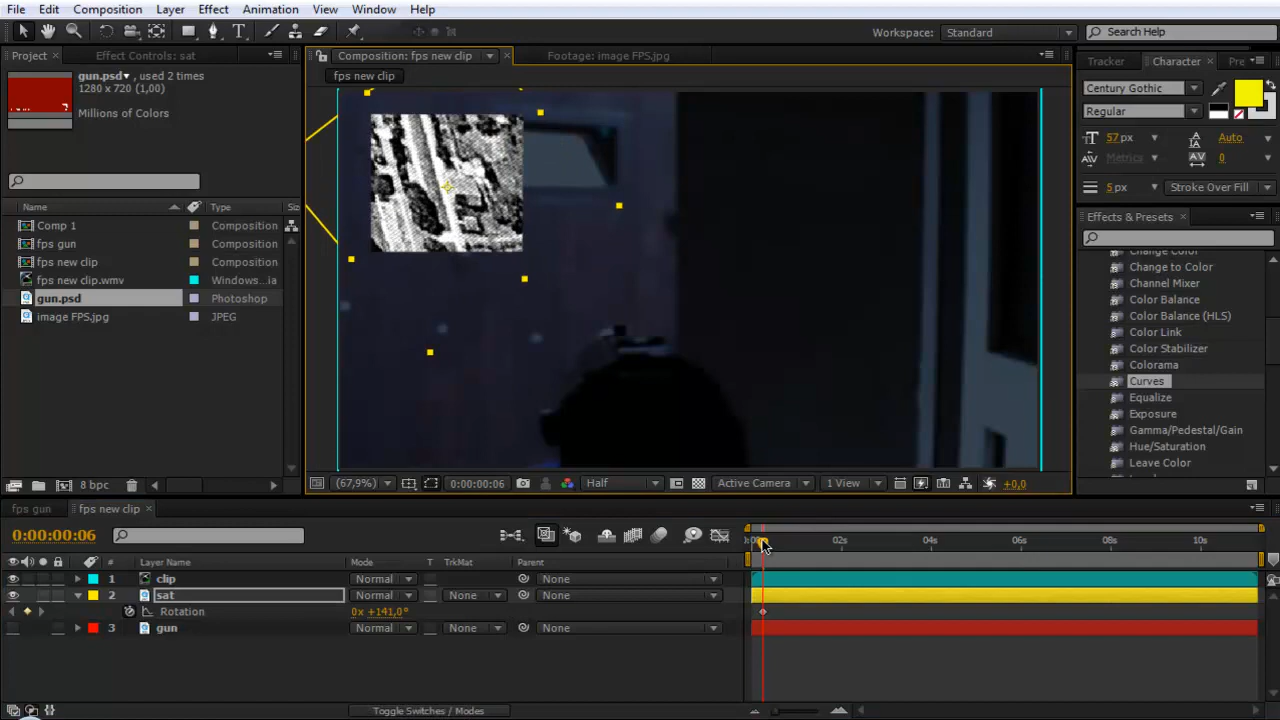 File Edit Composition Layer Effect Animation View Window Help
Workspace: Standard Search Help
Project Effect Controls: sat
Composition: fps new clip Footage: image FPS.jpg
Tracker Character Pre
fps new clip
gun.psd , used 2 times
1280 x 720 (1,00)
Millions of Colors
Century Gothic
Regular
57 px Auto
Metrics 0
5 px Stroke Over Fill
Effects & Presets
Name Type Siz
Comp 1 Composition
fps gun Composition
fps new clip Composition
fps new clip.wmv Windows...ia
gun.psd Photoshop
image FPS.jpg JPEG
Change Color
Change to Color
Channel Mixer
Color Balance
Color Balance (HLS)
Color Link
Color Stabilizer
Colorama
Curves
Equalize
Exposure
Gamma/Pedestal/Gain
Hue/Saturation
Leave Color
8 bpc
(67,9%) 0:00:00:06 Half Active Camera 1 View +0,0
fps gun fps new clip
0:00:00:06
02s 04s 06s 08s 10s
Layer Name Mode T TrkMat Parent
1 clip Normal None
2 sat Normal None None
Rotation 0x +141,0°
3 gun Normal None None
Toggle Switches / Modes